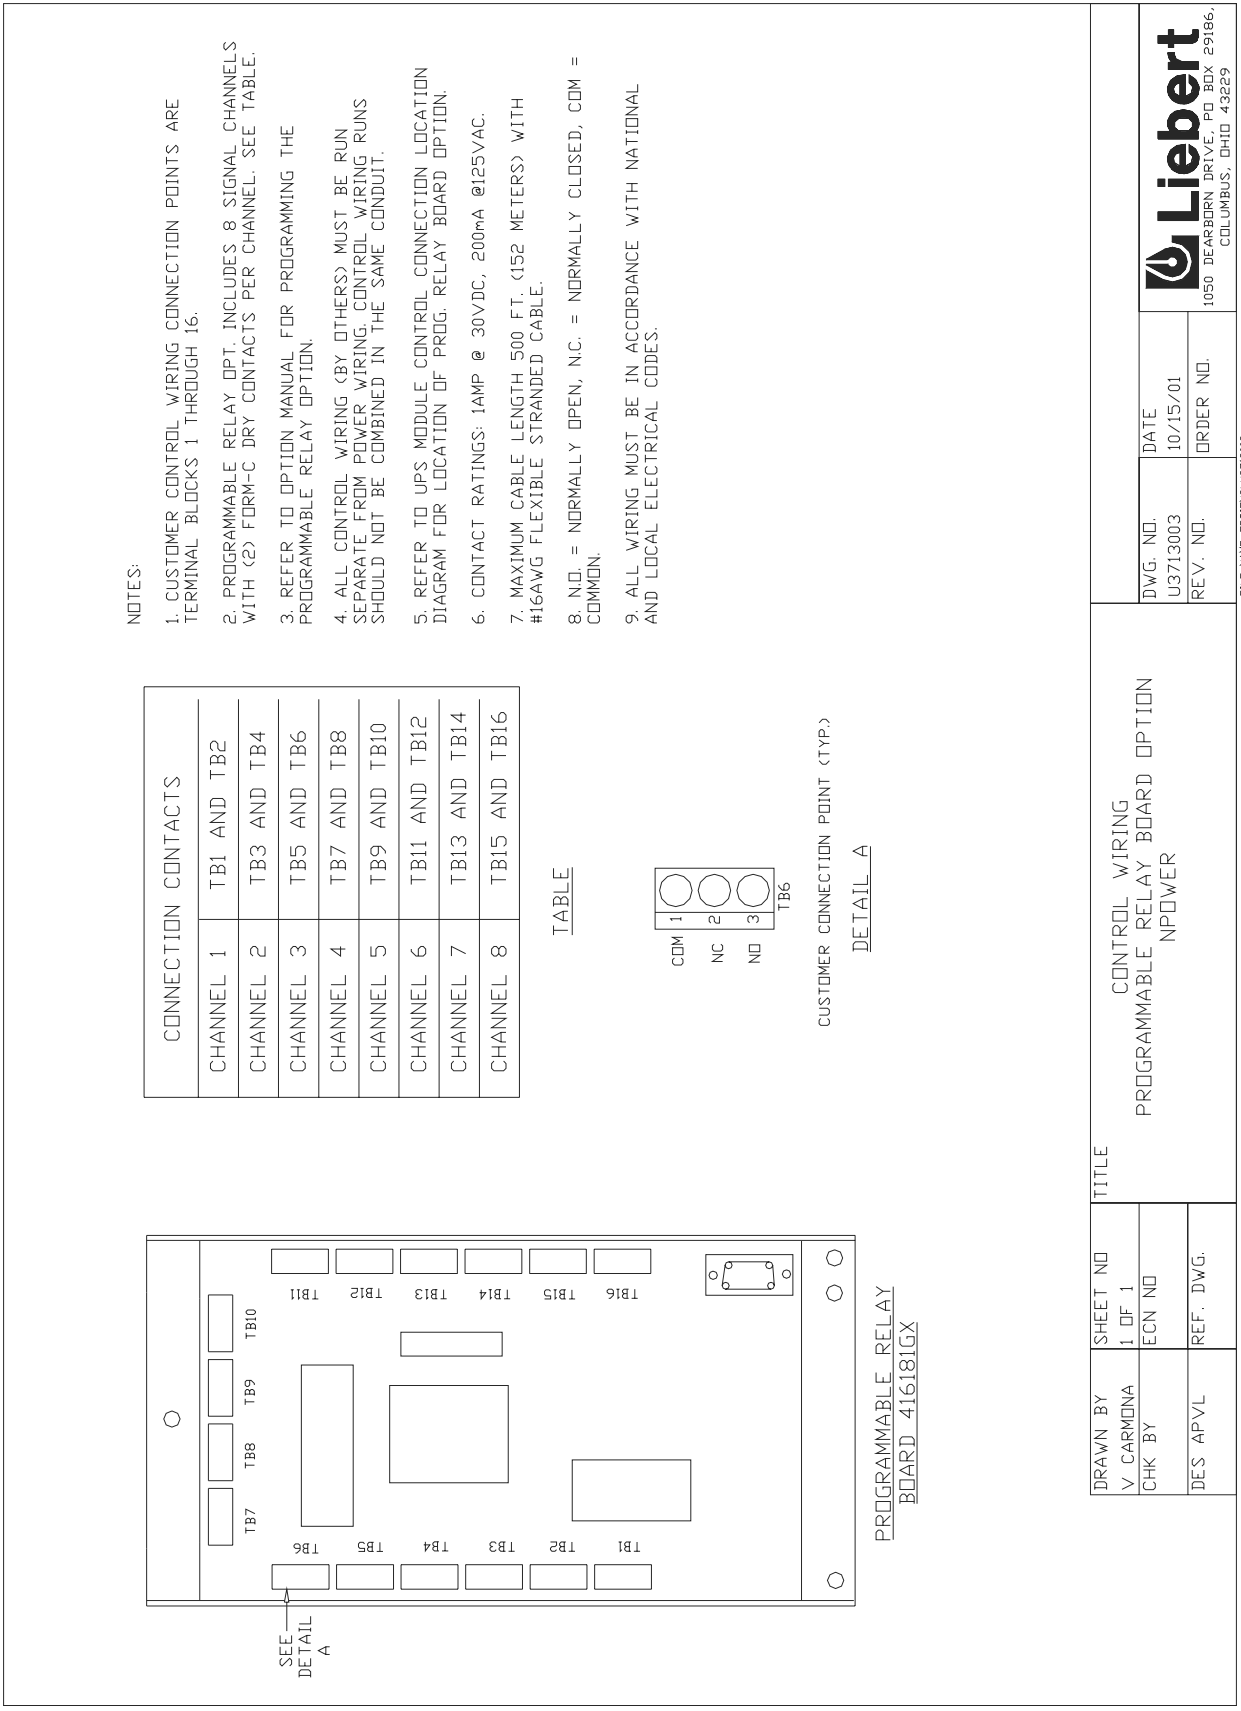 NOTES:
1. CUSTOMER CONTROL WIRING CONNECTION POINTS ARE
TERMINAL BLOCKS 1 THROUGH 16.
2. PROGRAMMABLE RELAY OPT. INCLUDES 8 SIGNAL CHANNELS
WITH (2) FORM-C DRY CONTACTS PER CHANNEL. SEE TABLE.
3. REFER TO OPTION MANUAL FOR PROGRAMMING THE
PROGRAMMABLE RELAY OPTION.
4. ALL CONTROL WIRING (BY OTHERS) MUST BE RUN
SEPARATE FROM POWER WIRING. CONTROL WIRING RUNS
SHOULD NOT BE COMBINED IN THE SAME CONDUIT.
5. REFER TO UPS MODULE CONTROL CONNECTION LOCATION
DIAGRAM FOR LOCATION OF PROG. RELAY BOARD OPTION.
6. CONTACT RATINGS: 1AMP @ 30VDC, 200mA @125VAC.
7. MAXIMUM CABLE LENGTH 500 FT. (152 METERS) WITH
#16AWG FLEXIBLE STRANDED CABLE.
8. N.O. = NORMALLY OPEN, N.C. = NORMALLY CLOSED, COM =
COMMON.
9. ALL WIRING MUST BE IN ACCORDANCE WITH NATIONAL
AND LOCAL ELECTRICAL CODES.
CONNECTION CONTACTS
CHANNEL 1 TB1 AND TB2
CHANNEL 2 TB3 AND TB4
CHANNEL 3 TB5 AND TB6
CHANNEL 4 TB7 AND TB8
CHANNEL 5 TB9 AND TB10
CHANNEL 6 TB11 AND TB12
CHANNEL 7 TB13 AND TB14
CHANNEL 8 TB15 AND TB16
TABLE
COM 1
NC 2
NO 3
TB6
CUSTOMER CONNECTION POINT (TYP.)
DETAIL A
SEE
DETAIL
A
TB7 TB8 TB9 TB10
TB6 TB11
TB5 TB12
TB4 TB13
TB3 TB14
TB2 TB15
TB1 TB16
PROGRAMMABLE RELAY
BOARD 416181GX
DRAWN BY
V CARMONA
CHK BY
DES APVL
SHEET NO
1 OF 1
ECN NO
REF. DWG.
TITLE
CONTROL WIRING
PROGRAMMABLE RELAY BOARD OPTION
NPOWER
DWG. NO.
U3713003
REV. NO.
DATE
10/15/01
ORDER NO.
Liebert
1050 DEARBORN DRIVE, PO BOX 29186,
COLUMBUS, OHIO 43229